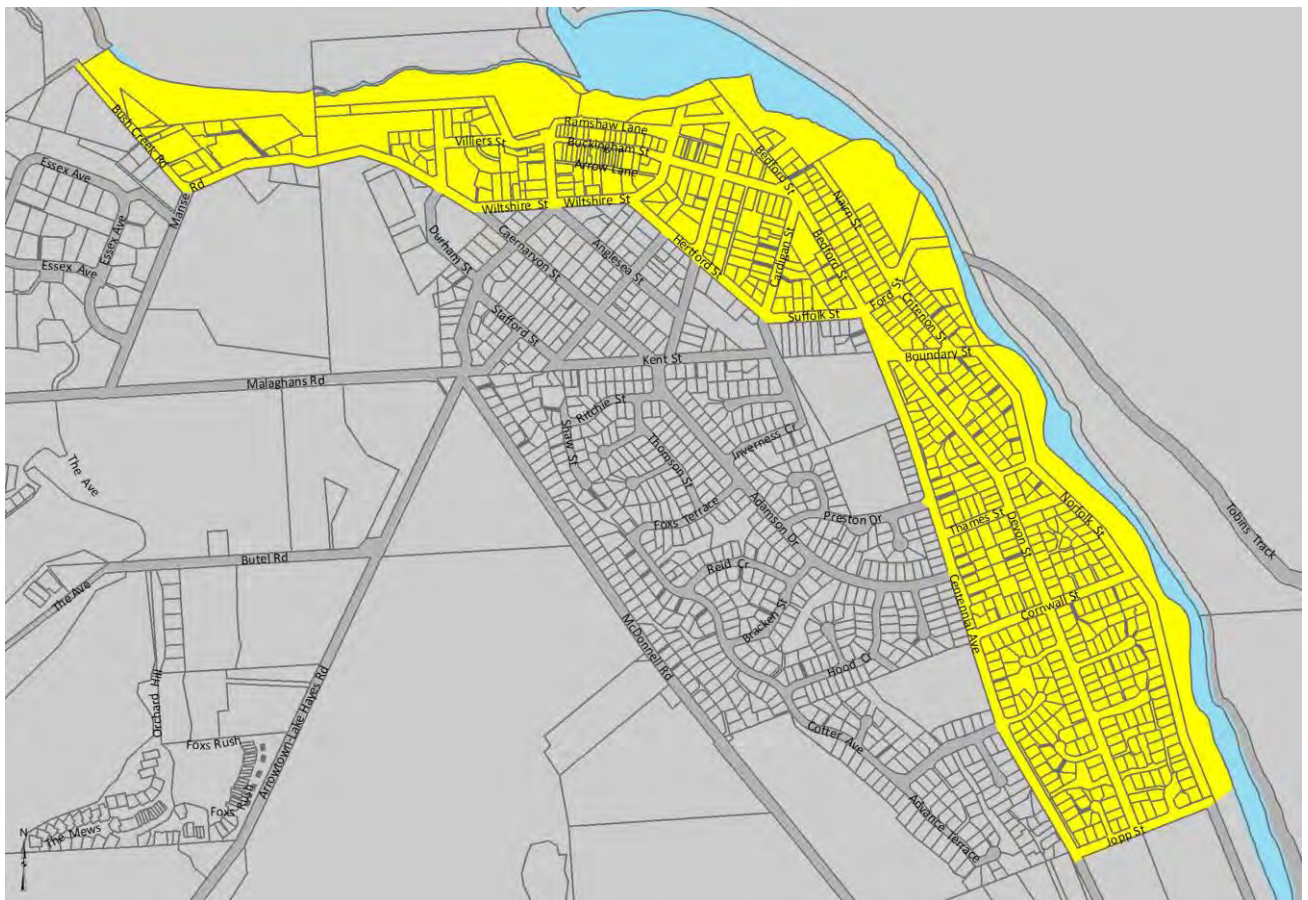 Ramshaw Lane
Bush Creek Rd
Villiers St
Buckingham St
Arrow Lane
Bedford St
Essex Ave
Manse Rd
Nairn St
Wiltshire St
Wiltshire St
Essex Ave
Essex Ave
Durham St
Caernarvon St
Anglesea St
Hertford St
Cardigan St
Bedford St
Ford St
Criterion St
Suffolk St
Stafford St
Boundary St
Kent St
Malaghans Rd
Ritchie St
Shaw St
Thomson St
Inverness Cr
The Ave
Foxs Terrace
Adamson Dr
Preston Dr
Thames St
Devon St
Norfolk St
Tobins Track
Butel Rd
Reid Cr
The Ave
Centennial Ave
Cornwall St
Bracken St
McDonnell Rd
Hood Cr
Orchard Hill
Arrowtown-Lake Hayes Rd
Foxs Rush
Cotter Ave
Foxs Rush
The Mews
Advance Terrace
Jopp St
N